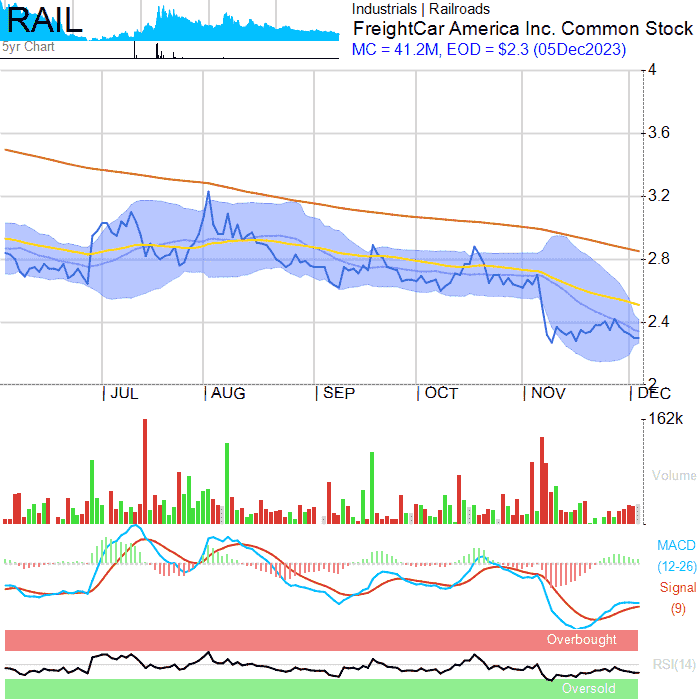 RAIL
5yr Chart
Industrials | Railroads
FreightCar America Inc. Common Stock
MC = 41.2M, EOD = $2.3 (05Dec2023)
4
3.6
3.2
2.8
2.4
2
JUL AUG SEP OCT NOV DEC
162k
Volume
MACD
(12-26)
Signal
(9)
Overbought
RSI(14)
Oversold